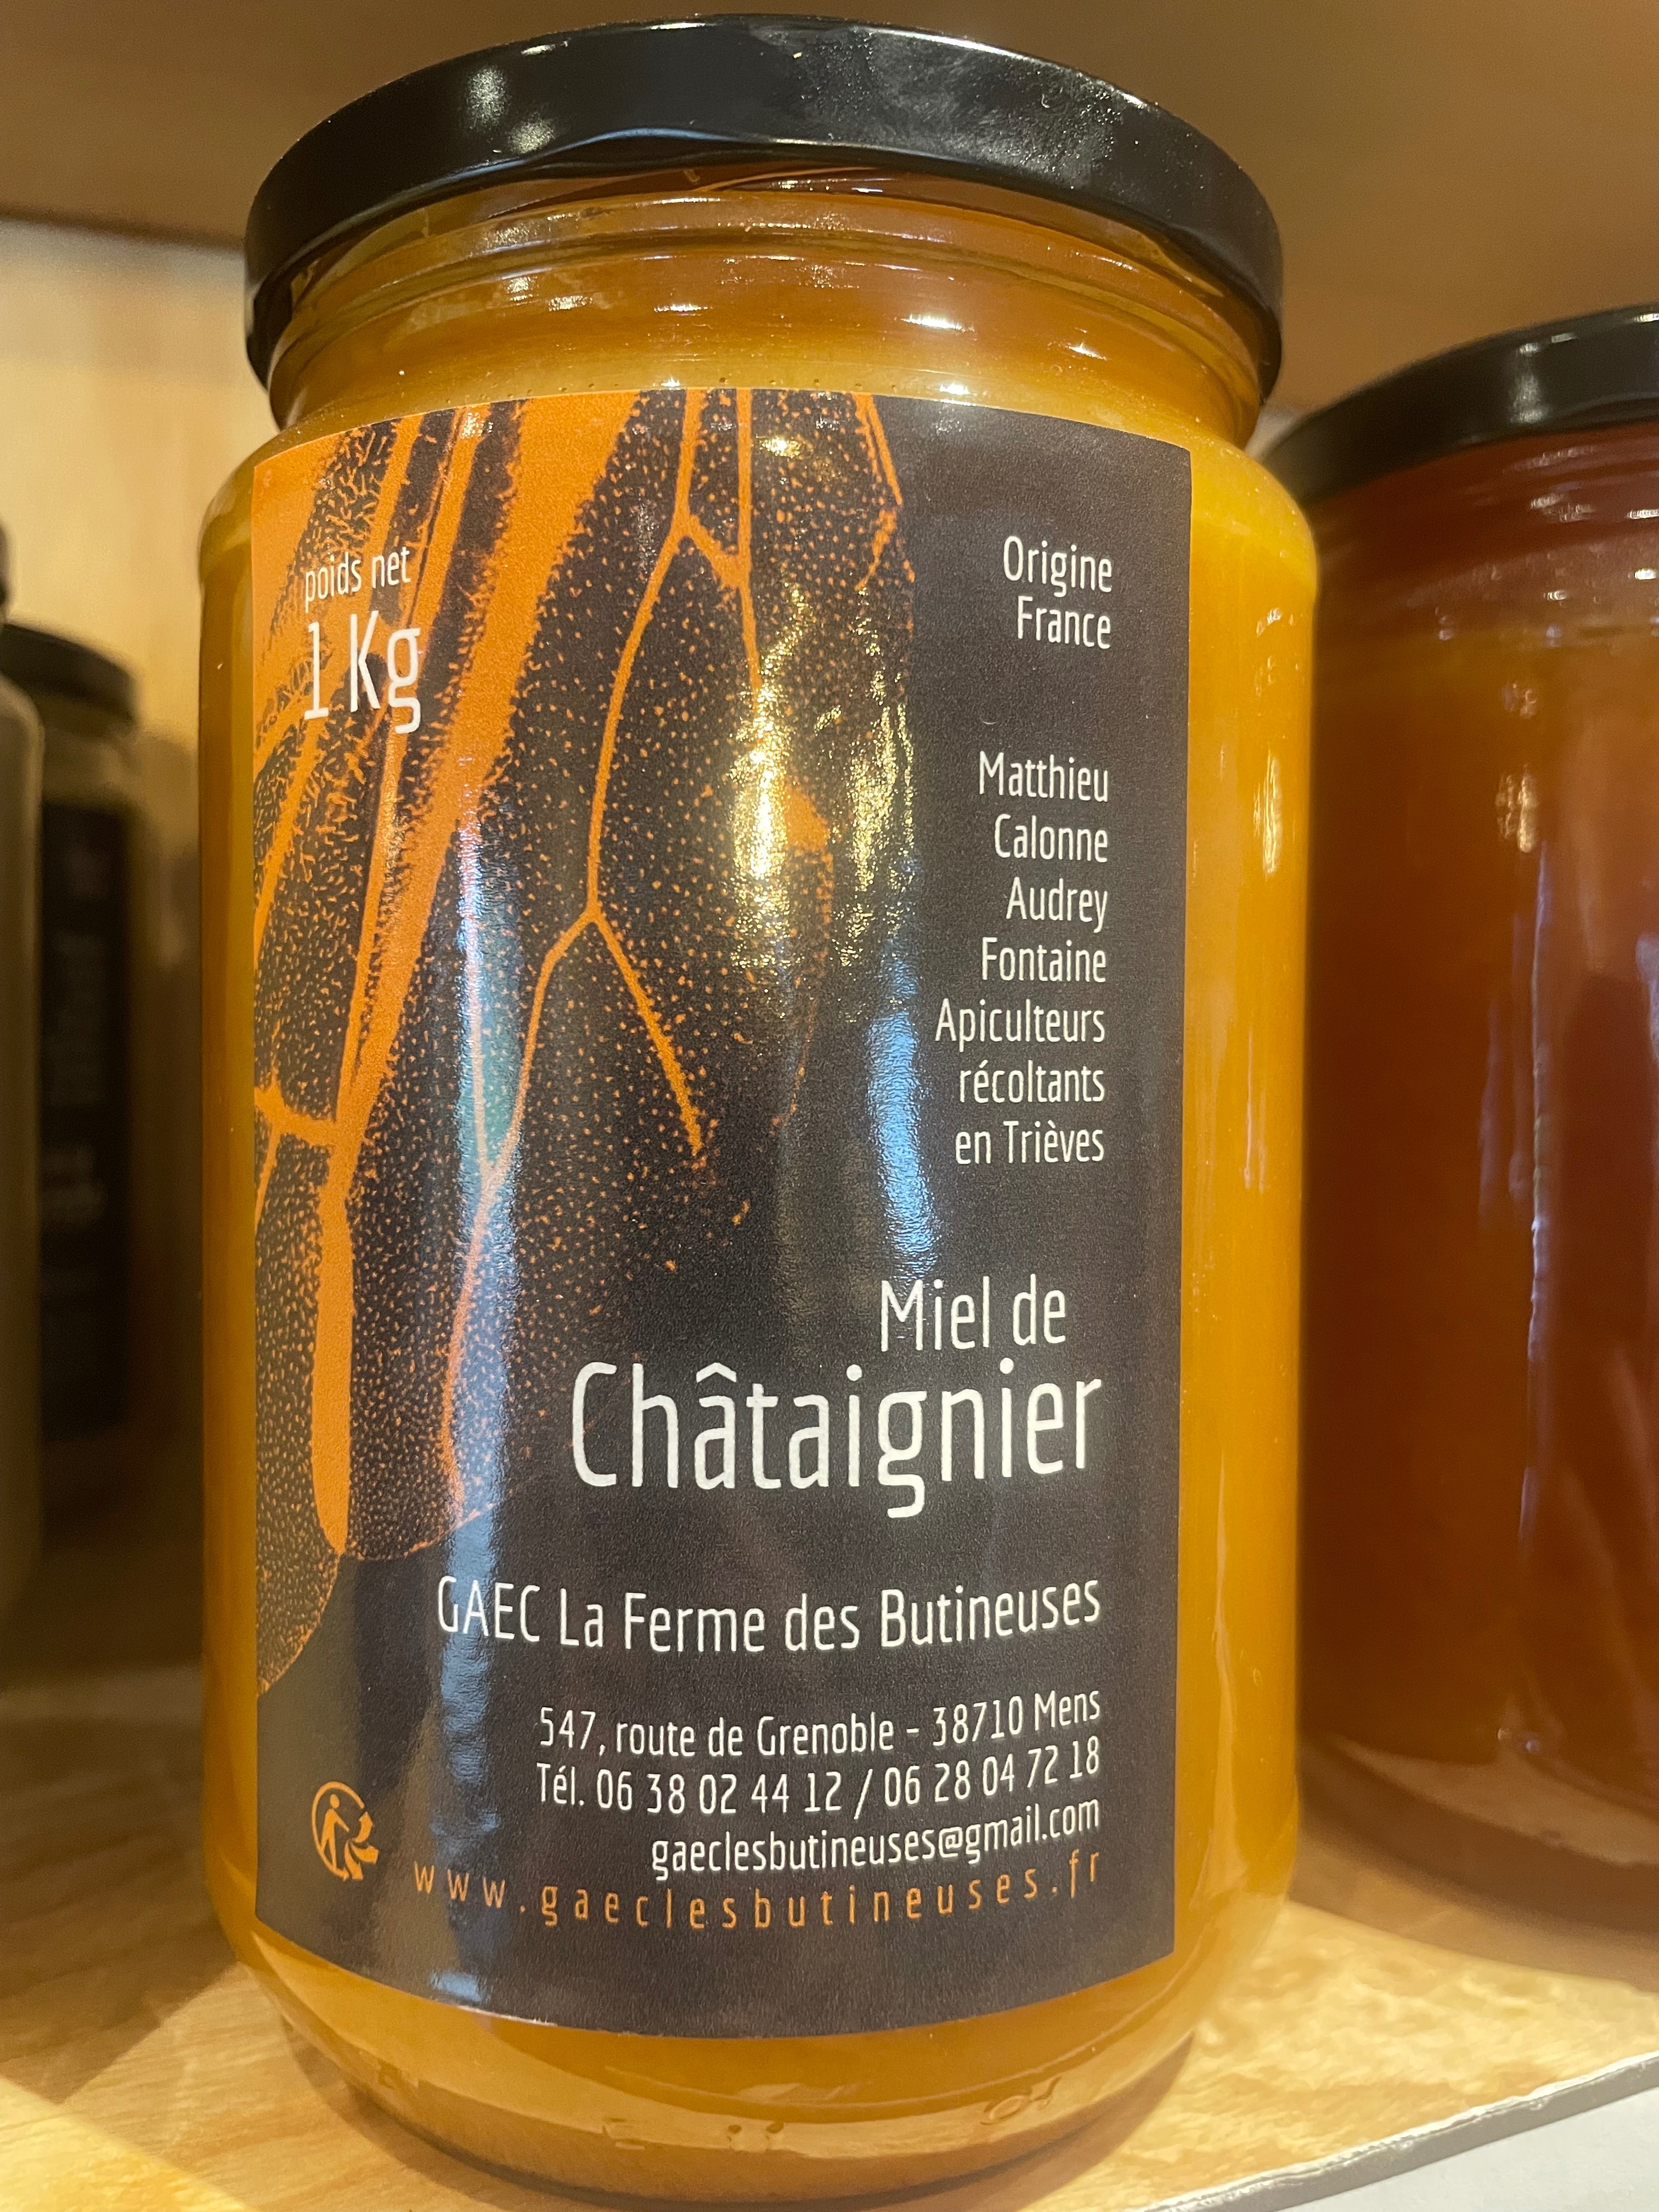 poids net
1 Kg
Origine
France
Matthieu
Calonne
Audrey
Fontaine
Apiculteurs
récoltants
en Trièves
Miel de
Châtaignier
GAEC La Ferme des Butineuses
547, route de Grenoble - 38710 Mens
Tél. 06 38 02 44 12 / 06 28 04 72 18
gaeclesbutineuses@gmail.com
www.gaeclesbutineuses.fr